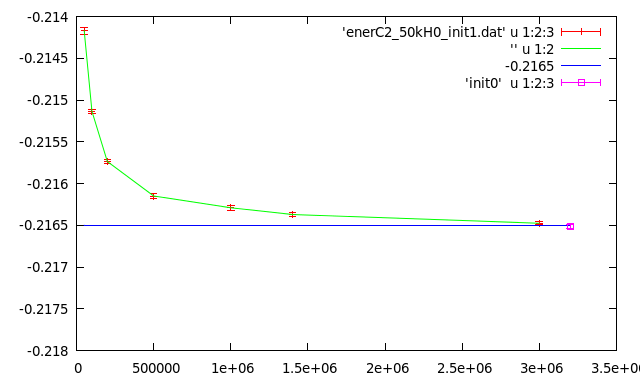 -0.214
-0.2145
-0.215
-0.2155
-0.216
-0.2165
-0.217
-0.2175
-0.218
0
500000
1e+06
1.5e+06
2e+06
2.5e+06
3e+06
3.5e+0
'enerC2_50kH0_init1.dat' u 1:2:3
'' u 1:2
-0.2165
'init0'  u 1:2:3